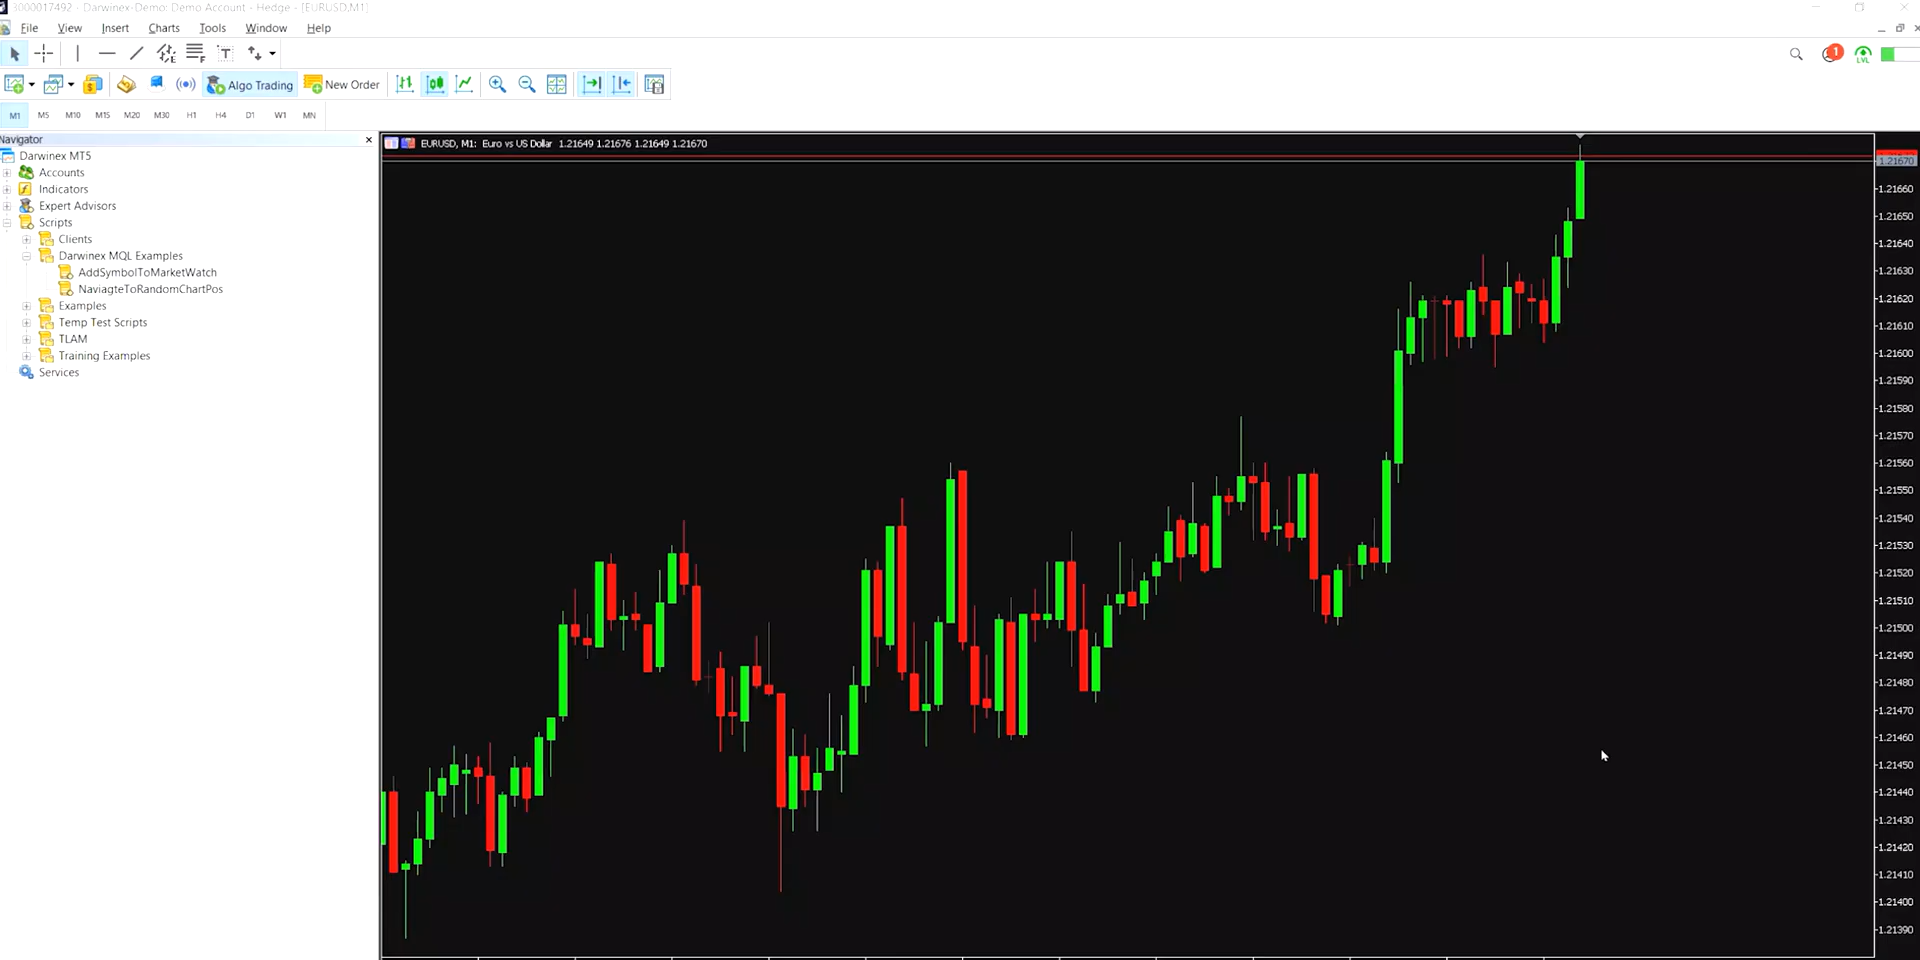 3000017492 - Darwinex-Demo: Demo Account - Hedge - [EURUSD,M1]
File View Insert Charts Tools Window Help
T
1
LVL
Algo Trading New Order
M1 M5 M10 M15 M20 M30 H1 H4 D1 W1 MN
Navigator
Darwinex MT5
Accounts
Indicators
Expert Advisors
Scripts
Clients
Darwinex MQL Examples
AddSymbolToMarketWatch
NaviagteToRandomChartPos
Examples
Temp Test Scripts
TLAM
Training Examples
Services
EURUSD, M1: Euro vs US Dollar 1.21649 1.21676 1.21649 1.21670
1.21670
1.21660
1.21650
1.21640
1.21630
1.21620
1.21610
1.21600
1.21590
1.21580
1.21570
1.21560
1.21550
1.21540
1.21530
1.21520
1.21510
1.21500
1.21490
1.21480
1.21470
1.21460
1.21450
1.21440
1.21430
1.21420
1.21410
1.21400
1.21390